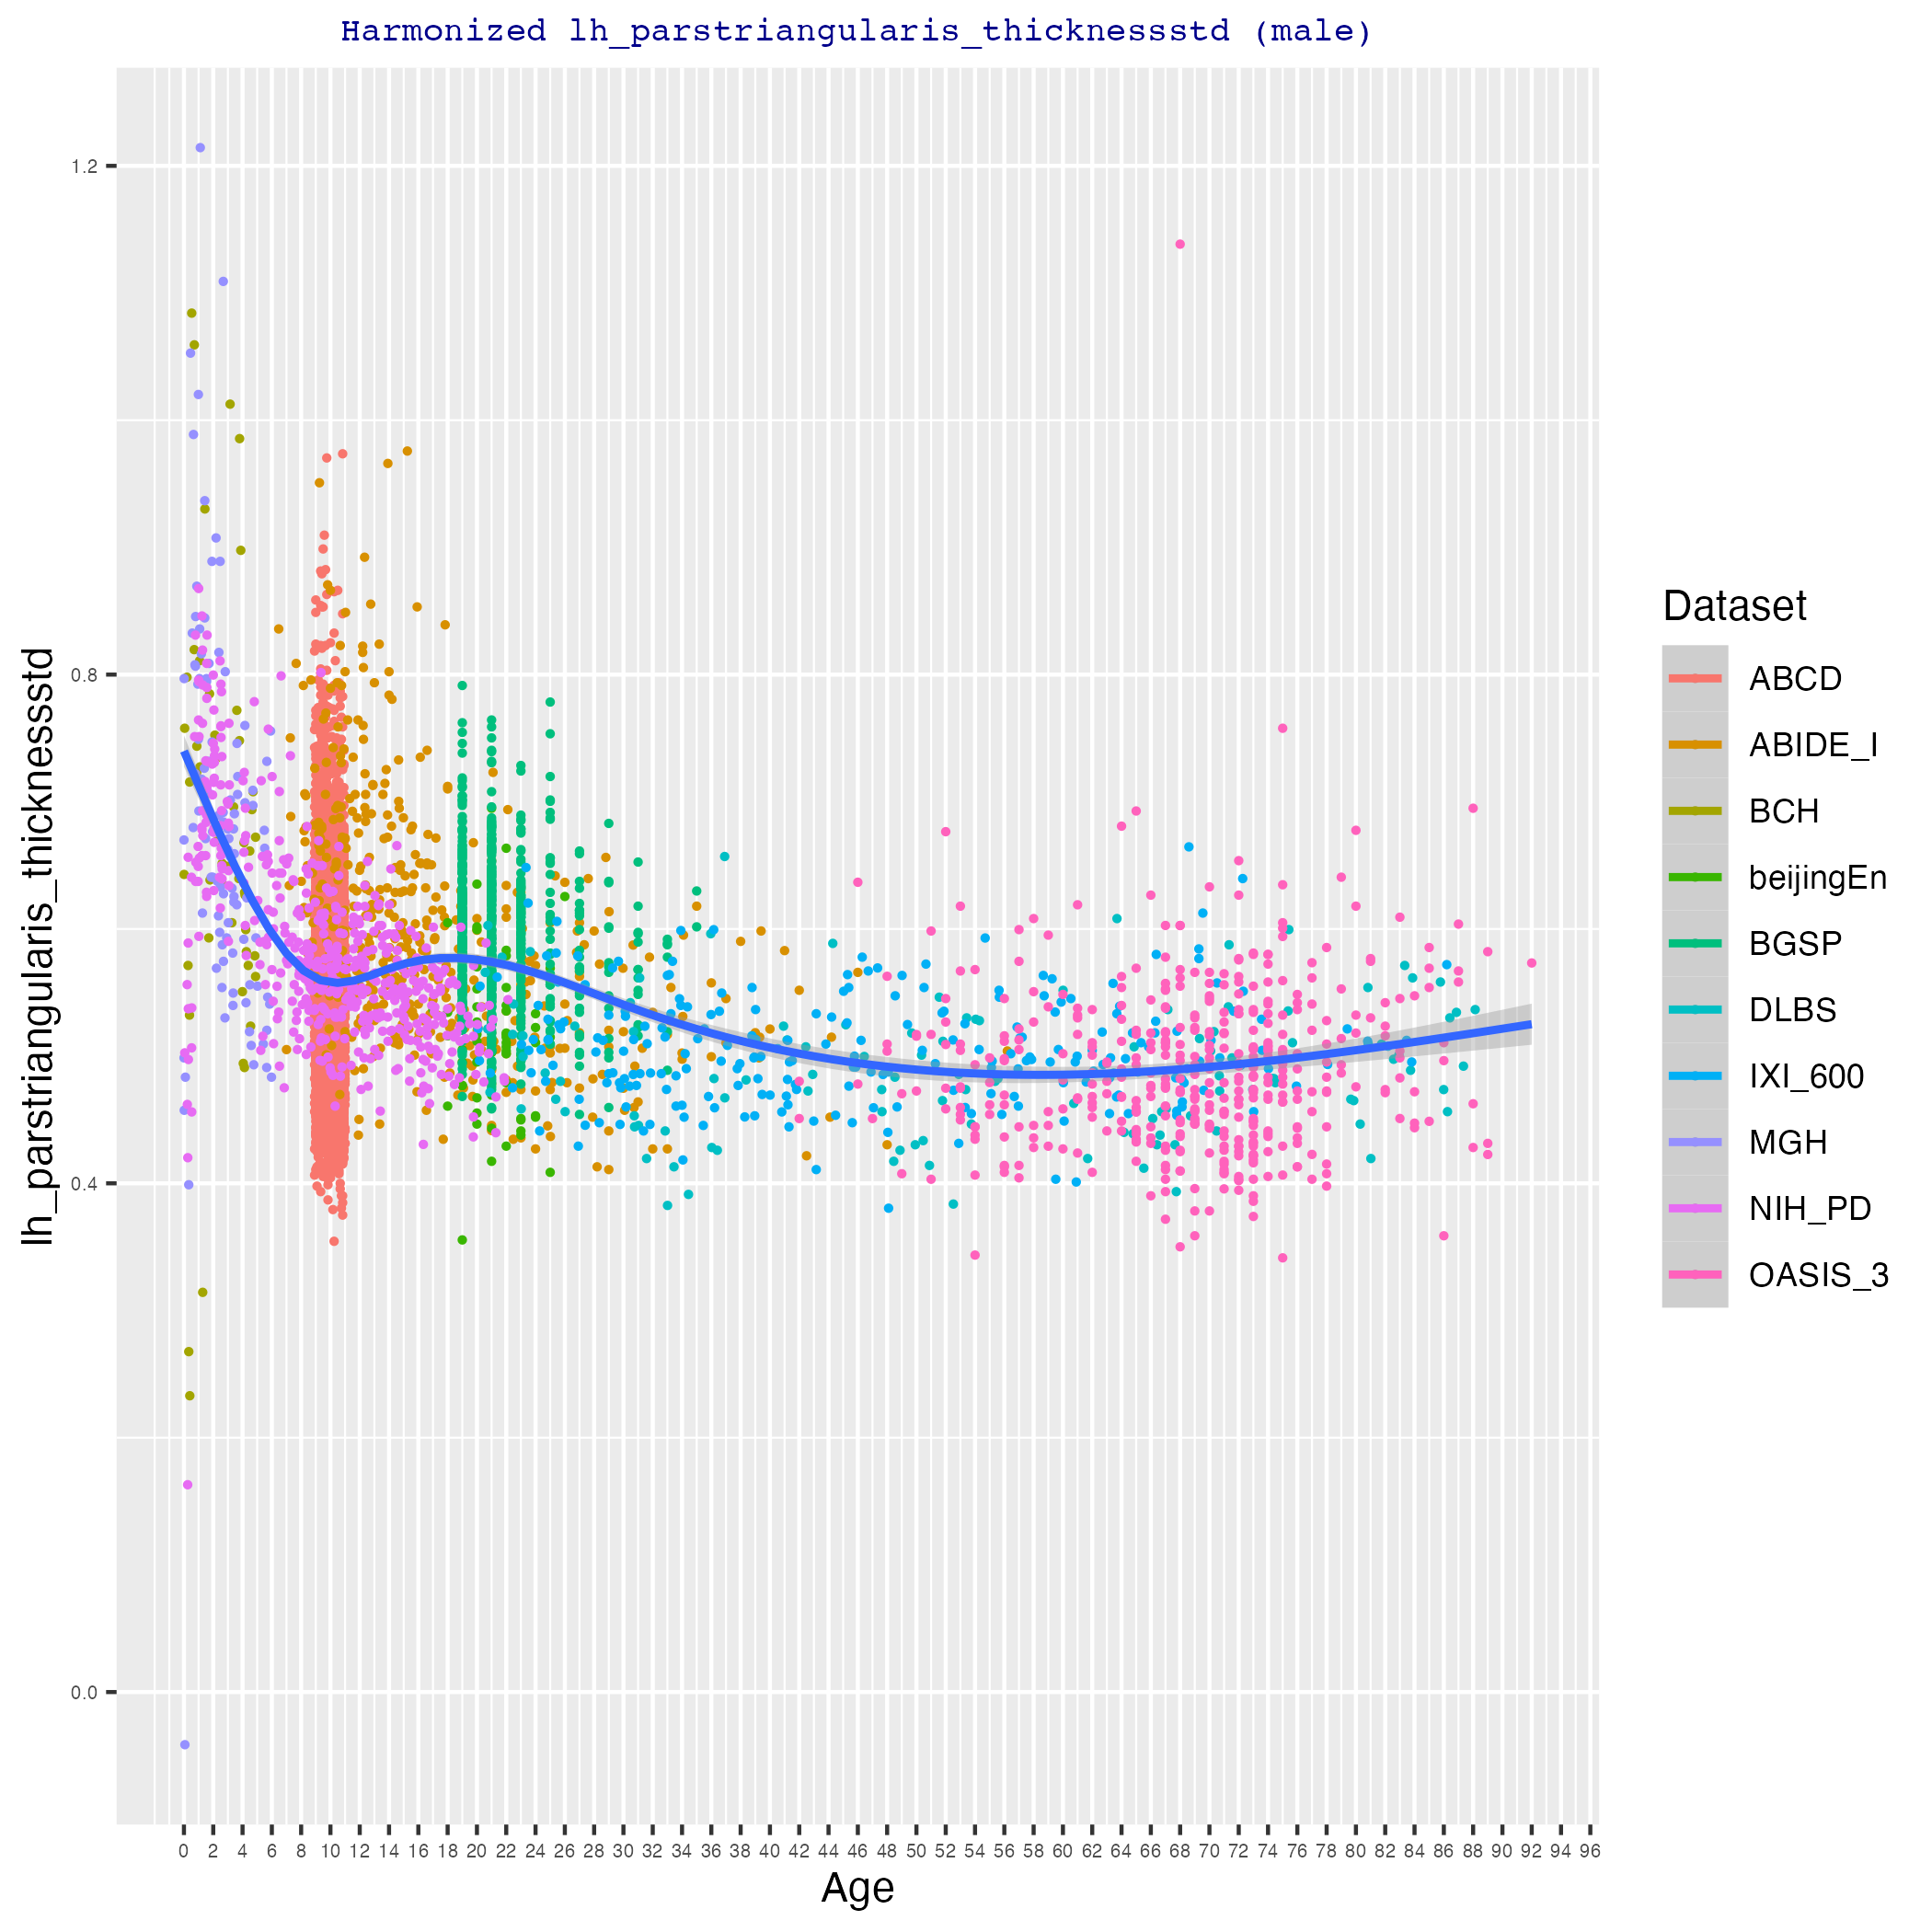 Harmonized lh_parstriangularis_thicknessstd (male)
lh_parstriangularis_thicknessstd
1.2
0.8
0.4
0.0
0 2 4 6 8 10 12 14 16 18 20 22 24 26 28 30 32 34 36 38 40 42 44 46 48 50 52 54 56 58 60 62 64 66 68 70 72 74 76 78 80 82 84 86 88 90 92 94 96
Age
Dataset
ABCD
ABIDE_I
BCH
beijingEn
BGSP
DLBS
IXI_600
MGH
NIH_PD
OASIS_3